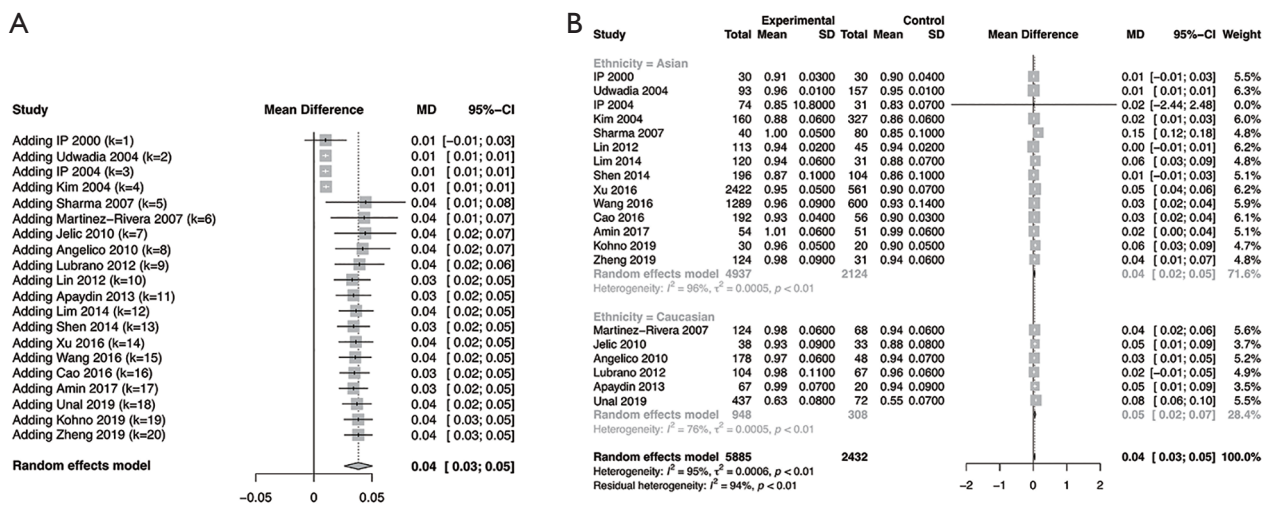 A
Study Mean Difference MD 95%−CI
Adding IP 2000 (k=1) 0.01 [−0.01; 0.03]
Adding Udwadia 2004 (k=2) 0.01 [0.01; 0.01]
Adding IP 2004 (k=3) 0.01 [0.01; 0.01]
Adding Kim 2004 (k=4) 0.01 [0.01; 0.01]
Adding Sharma 2007 (k=5) 0.04 [0.01; 0.08]
Adding Martinez−Rivera 2007 (k=6) 0.04 [0.01; 0.07]
Adding Jelic 2010 (k=7) 0.04 [0.02; 0.07]
Adding Angelico 2010 (k=8) 0.04 [0.02; 0.07]
Adding Lubrano 2012 (k=9) 0.04 [0.02; 0.06]
Adding Lin 2012 (k=10) 0.03 [0.02; 0.05]
Adding Apaydin 2013 (k=11) 0.03 [0.02; 0.05]
Adding Lim 2014 (k=12) 0.04 [0.02; 0.05]
Adding Shen 2014 (k=13) 0.03 [0.02; 0.05]
Adding Xu 2016 (k=14) 0.04 [0.02; 0.05]
Adding Wang 2016 (k=15) 0.04 [0.02; 0.05]
Adding Cao 2016 (k=16) 0.03 [0.02; 0.05]
Adding Amin 2017 (k=17) 0.03 [0.02; 0.05]
Adding Unal 2019 (k=18) 0.04 [0.02; 0.05]
Adding Kohno 2019 (k=19) 0.04 [0.03; 0.05]
Adding Zheng 2019 (k=20) 0.04 [0.03; 0.05]
Random effects model 0.04 [0.03; 0.05]
−0.05 0 0.05
B
Experimental Control
Study Total Mean SD Total Mean SD Mean Difference MD 95%−CI Weight
Ethnicity = Asian
IP 2000 30 0.91 0.0300 30 0.90 0.0400 0.01 [−0.01; 0.03] 5.5%
Udwadia 2004 93 0.96 0.0100 157 0.95 0.0100 0.01 [0.01; 0.01] 6.3%
IP 2004 74 0.85 10.8000 31 0.83 0.0700 0.02 [−2.44; 2.48] 0.0%
Kim 2004 160 0.88 0.0600 327 0.86 0.0600 0.02 [0.01; 0.03] 6.1%
Sharma 2007 40 1.00 0.0500 80 0.85 0.1000 0.15 [0.12; 0.18] 4.8%
Lin 2012 113 0.94 0.0200 45 0.94 0.0200 0.00 [−0.01; 0.01] 6.2%
Lim 2014 120 0.94 0.0600 31 0.88 0.0700 0.06 [0.03; 0.09] 4.8%
Shen 2014 196 0.87 0.1000 104 0.86 0.1000 0.01 [−0.01; 0.03] 5.1%
Xu 2016 2422 0.95 0.0500 561 0.90 0.0700 0.05 [0.04; 0.06] 6.2%
Wang 2016 1289 0.96 0.0900 600 0.93 0.1400 0.03 [0.02; 0.04] 5.9%
Cao 2016 192 0.93 0.0400 56 0.90 0.0300 0.03 [0.02; 0.04] 6.1%
Amin 2017 54 1.01 0.0600 51 0.99 0.0600 0.02 [0.00; 0.04] 5.2%
Kohno 2019 30 0.96 0.0500 20 0.90 0.0500 0.06 [0.03; 0.09] 4.7%
Zheng 2019 124 0.98 0.0900 31 0.94 0.0600 0.04 [0.01; 0.07] 4.8%
Random effects model 4937 2124 0.04 [0.02; 0.05] 71.6%
Heterogeneity: I² = 96%, τ² = 0.0005, p < 0.01
Ethnicity = Caucasian
Martinez−Rivera 2007 124 0.98 0.0600 68 0.94 0.0600 0.04 [0.02; 0.06] 5.6%
Jelic 2010 38 0.93 0.0900 33 0.88 0.0800 0.05 [0.01; 0.09] 3.7%
Angelico 2010 178 0.97 0.0600 48 0.94 0.0700 0.03 [0.01; 0.05] 5.2%
Lubrano 2012 104 0.98 0.1100 67 0.96 0.0600 0.02 [−0.01; 0.05] 4.9%
Apaydin 2013 67 0.99 0.0700 20 0.94 0.0900 0.05 [0.01; 0.09] 3.5%
Unal 2019 437 0.63 0.0800 72 0.55 0.0700 0.08 [0.06; 0.10] 5.5%
Random effects model 948 308 0.05 [0.02; 0.07] 28.4%
Heterogeneity: I² = 76%, τ² = 0.0005, p < 0.01
Random effects model 5885 2432 0.04 [0.03; 0.05] 100.0%
Heterogeneity: I² = 95%, τ² = 0.0006, p < 0.01
Residual heterogeneity: I² = 94%, p < 0.01
−2 −1 0 1 2